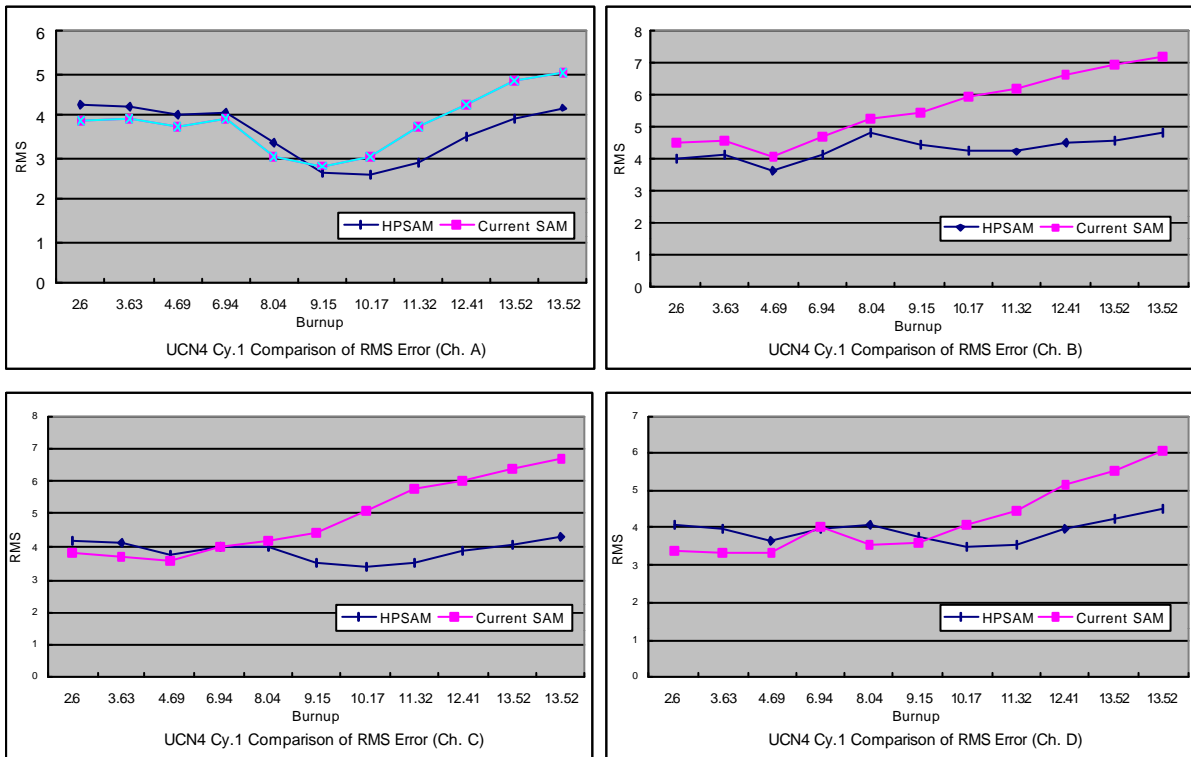 6
5
4
3
2
1
0
RMS
HPSAM Current SAM
26 3.63 4.69 6.94 8.04 9.15 10.17 11.32 12.41 13.52 13.52
Burnup
UCN4 Cy.1 Comparison of RMS Error (Ch. A)
8
7
6
5
4
3
2
1
0
RMS
HPSAM Current SAM
26 3.63 4.69 6.94 8.04 9.15 10.17 11.32 12.41 13.52 13.52
Burnup
UCN4 Cy.1 Comparison of RMS Error (Ch. B)
8
7
6
5
4
3
2
1
0
RMS
HPSAM Current SAM
26 3.63 4.69 6.94 8.04 9.15 10.17 11.32 12.41 13.52 13.52
Burnup
UCN4 Cy.1 Comparison of RMS Error (Ch. C)
7
6
5
4
3
2
1
0
RMS
HPSAM Current SAM
26 3.63 4.69 6.94 8.04 9.15 10.17 11.32 12.41 13.52 13.52
Burnup
UCN4 Cy.1 Comparison of RMS Error (Ch. D)